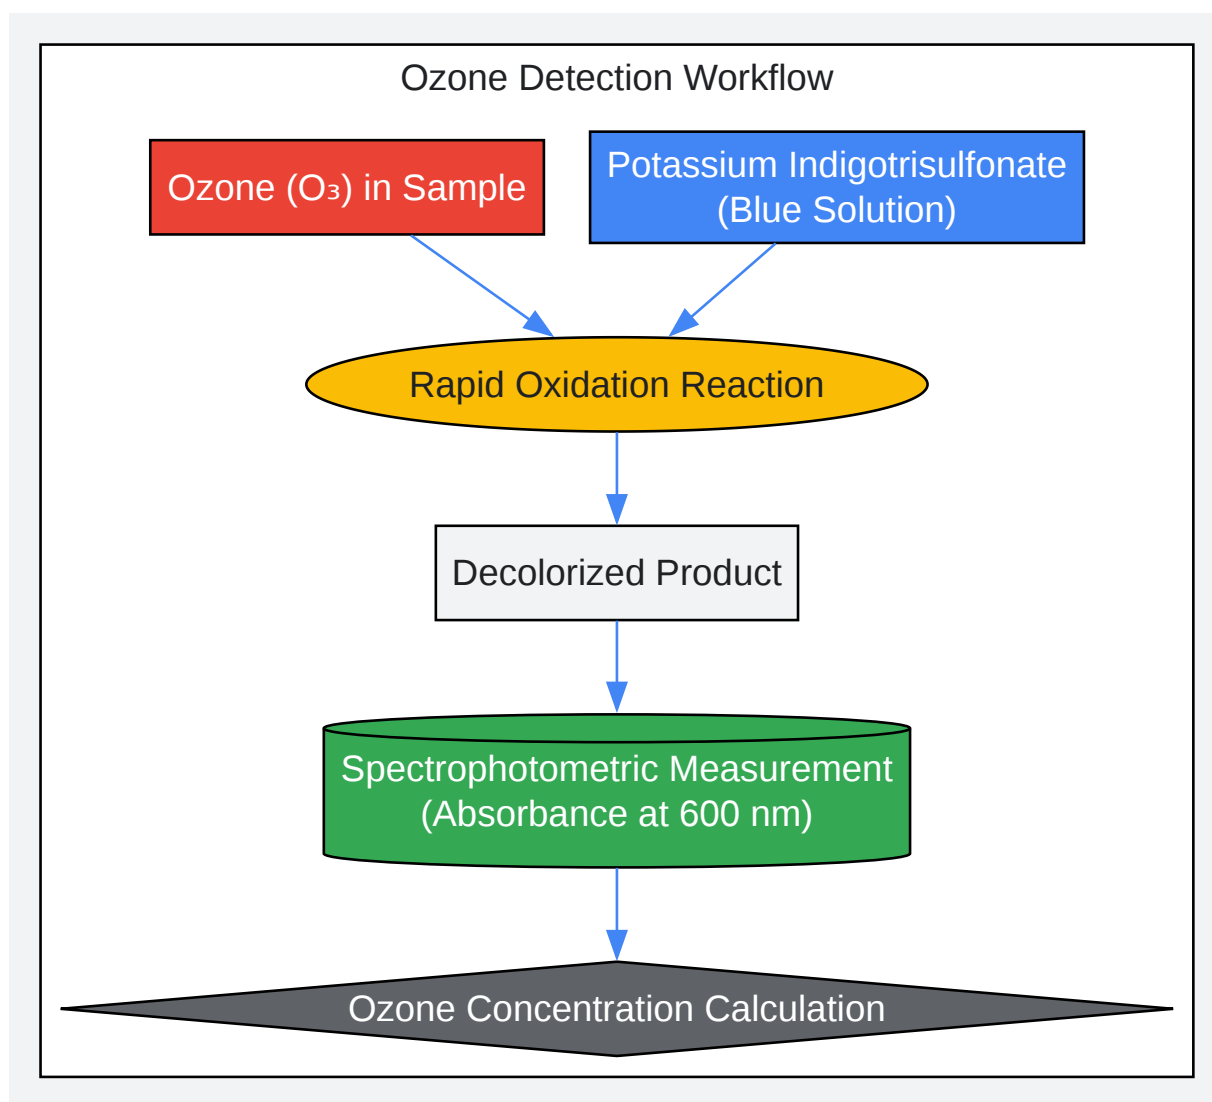 Ozone Detection Workflow
Ozone (O₃) in Sample
Potassium Indigotrisulfonate
(Blue Solution)
Rapid Oxidation Reaction
Decolorized Product
Spectrophotometric Measurement
(Absorbance at 600 nm)
Ozone Concentration Calculation